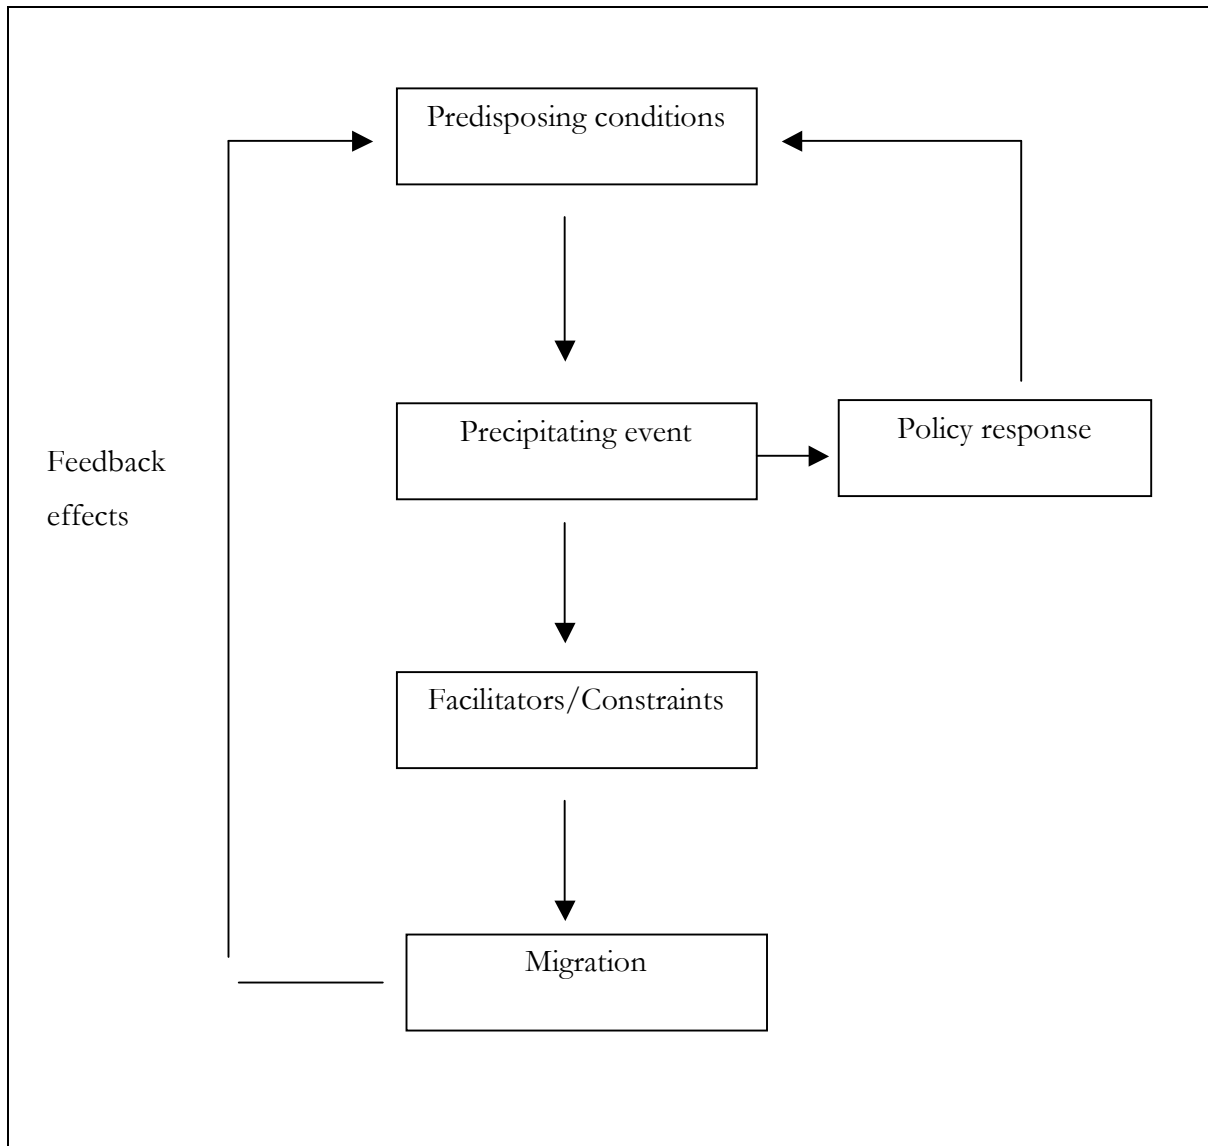 Predisposing conditions
Precipitating event
Policy response
Feedback
effects
Facilitators/Constraints
Migration